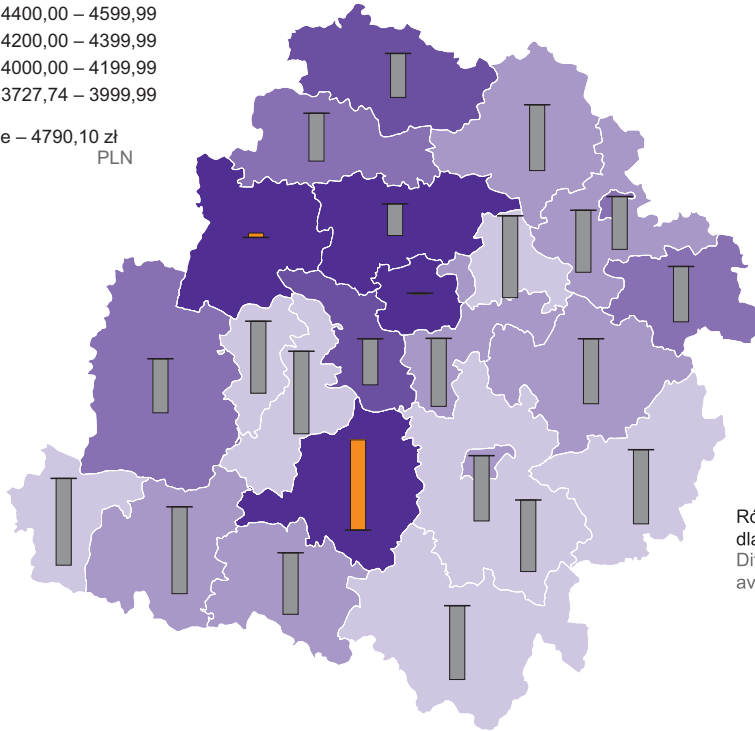 4400,00 – 4599,99
4200,00 – 4399,99
4000,00 – 4199,99
3727,74 – 3999,99
e – 4790,10 zł
PLN